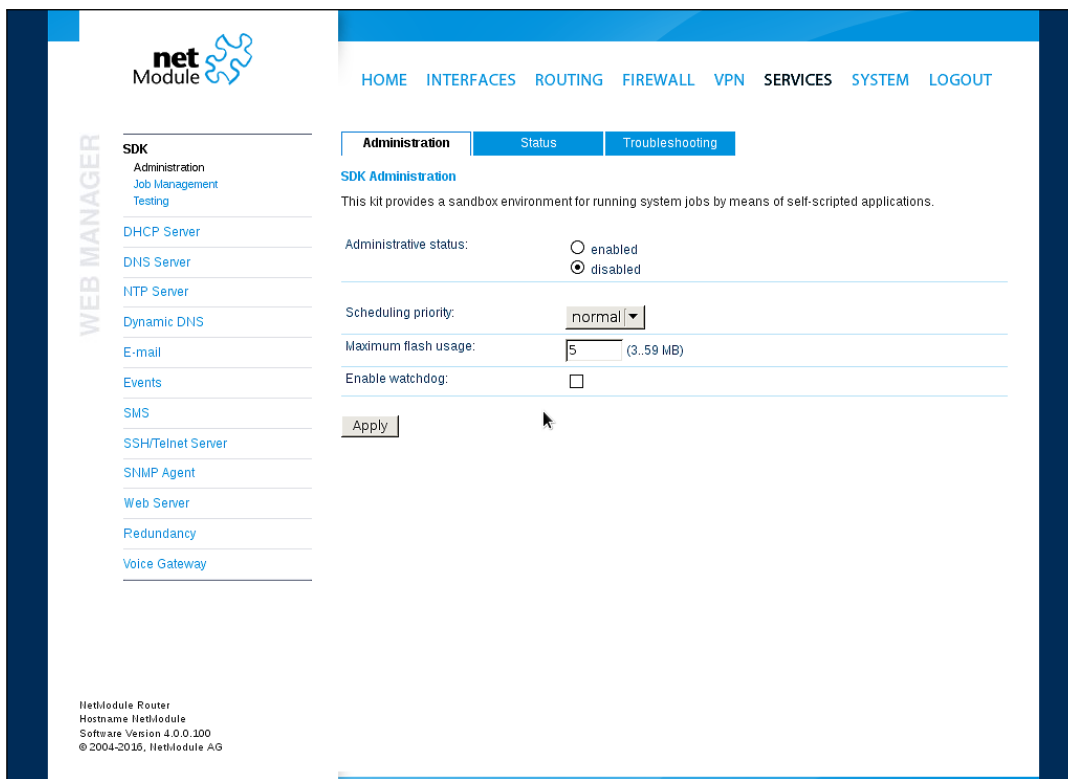 net
Module
HOME INTERFACES ROUTING FIREWALL VPN SERVICES SYSTEM LOGOUT
WEB MANAGER
SDK
Administration
Job Management
Testing
DHCP Server
DNS Server
NTP Server
Dynamic DNS
E-mail
Events
SMS
SSH/Telnet Server
SNMP Agent
Web Server
Redundancy
Voice Gateway
Administration Status Troubleshooting
SDK Administration
This kit provides a sandbox environment for running system jobs by means of self-scripted applications.
Administrative status:
enabled
disabled
Scheduling priority: normal
Maximum flash usage: 5 (3..59 MB)
Enable watchdog:
Apply
NetModule Router
Hostname NetModule
Software Version 4.0.0.100
© 2004-2016, NetModule AG